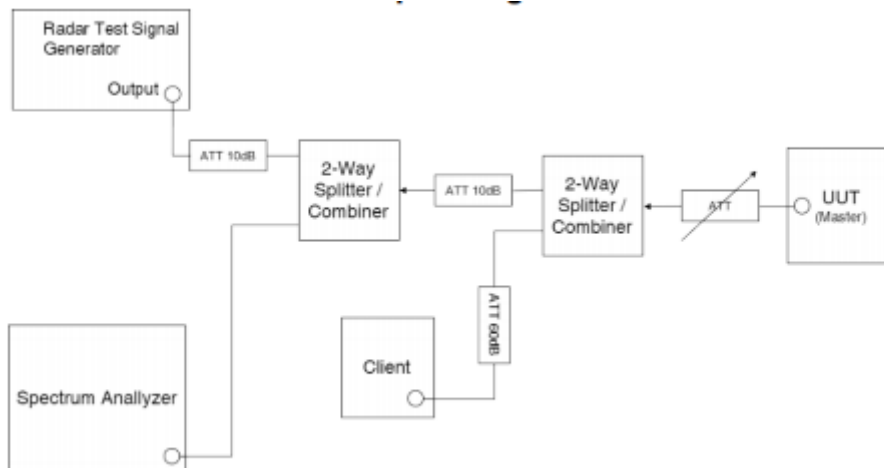 Radar Test Signal
Generator
Output
ATT 10dB
2-Way
Splitter /
Combiner
ATT 10dB
2-Way
Splitter /
Combiner
ATT
UUT
(Master)
ATT 60dB
Client
Spectrum Anallyzer